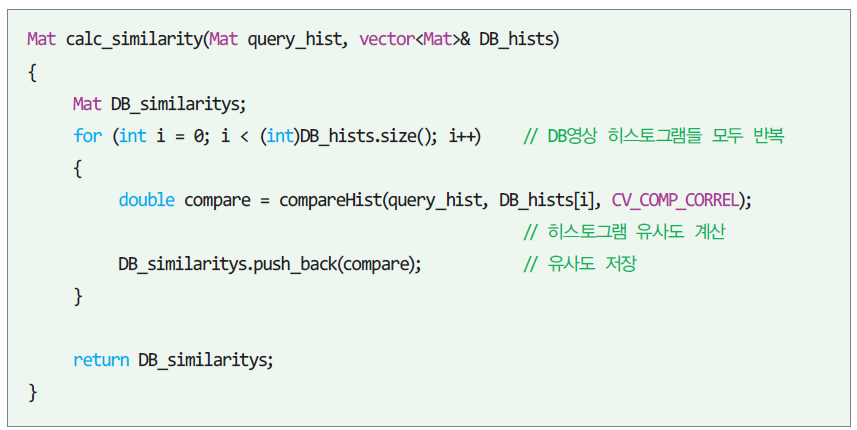 Mat calc_similarity(Mat query_hist, vector<Mat>& DB_hists)
{
Mat DB_similaritys;
for (int i = 0; i < (int)DB_hists.size(); i++) // DB영상 히스토그램들 모두 반복
{
double compare = compareHist(query_hist, DB_hists[i], CV_COMP_CORREL);
// 히스토그램 유사도 계산
DB_similaritys.push_back(compare); // 유사도 저장
}
return DB_similaritys;
}